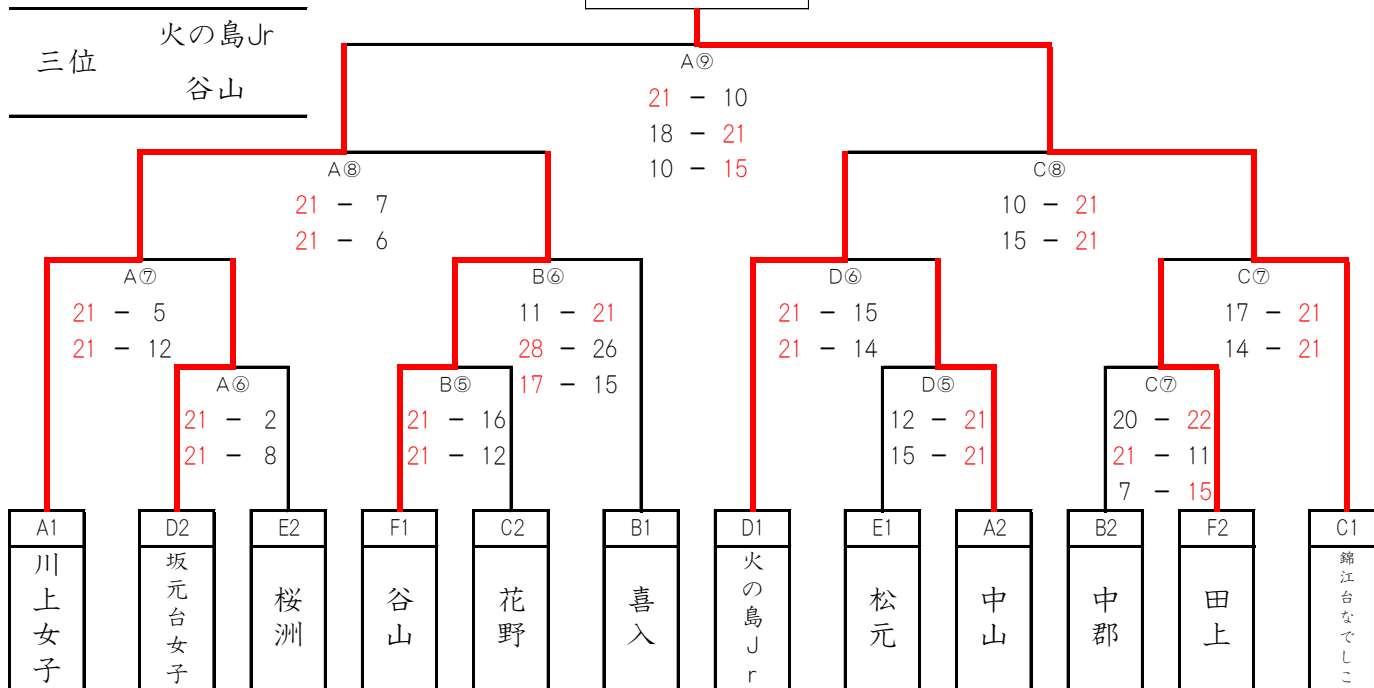 火の島Jr
三位
谷山
A⑨
21 － 10
18 － 21
10 － 15
A⑧
21 － 7
21 － 6
C⑧
10 － 21
15 － 21
A⑦
21 － 5
21 － 12
B⑥
11 － 21
28 － 26
17 － 15
D⑥
21 － 15
21 － 14
C⑦
17 － 21
14 － 21
A⑥
21 － 2
21 － 8
B⑤
21 － 16
21 － 12
D⑤
12 － 21
15 － 21
C⑦
20 － 22
21 － 11
7 － 15
A1 D2 E2 F1 C2 B1 D1 E1 A2 B2 F2 C1
川上女子
坂元台女子
桜洲
谷山
花野
喜入
火の島Jr
松元
中山
中郡
田上
錦江台なでしこ